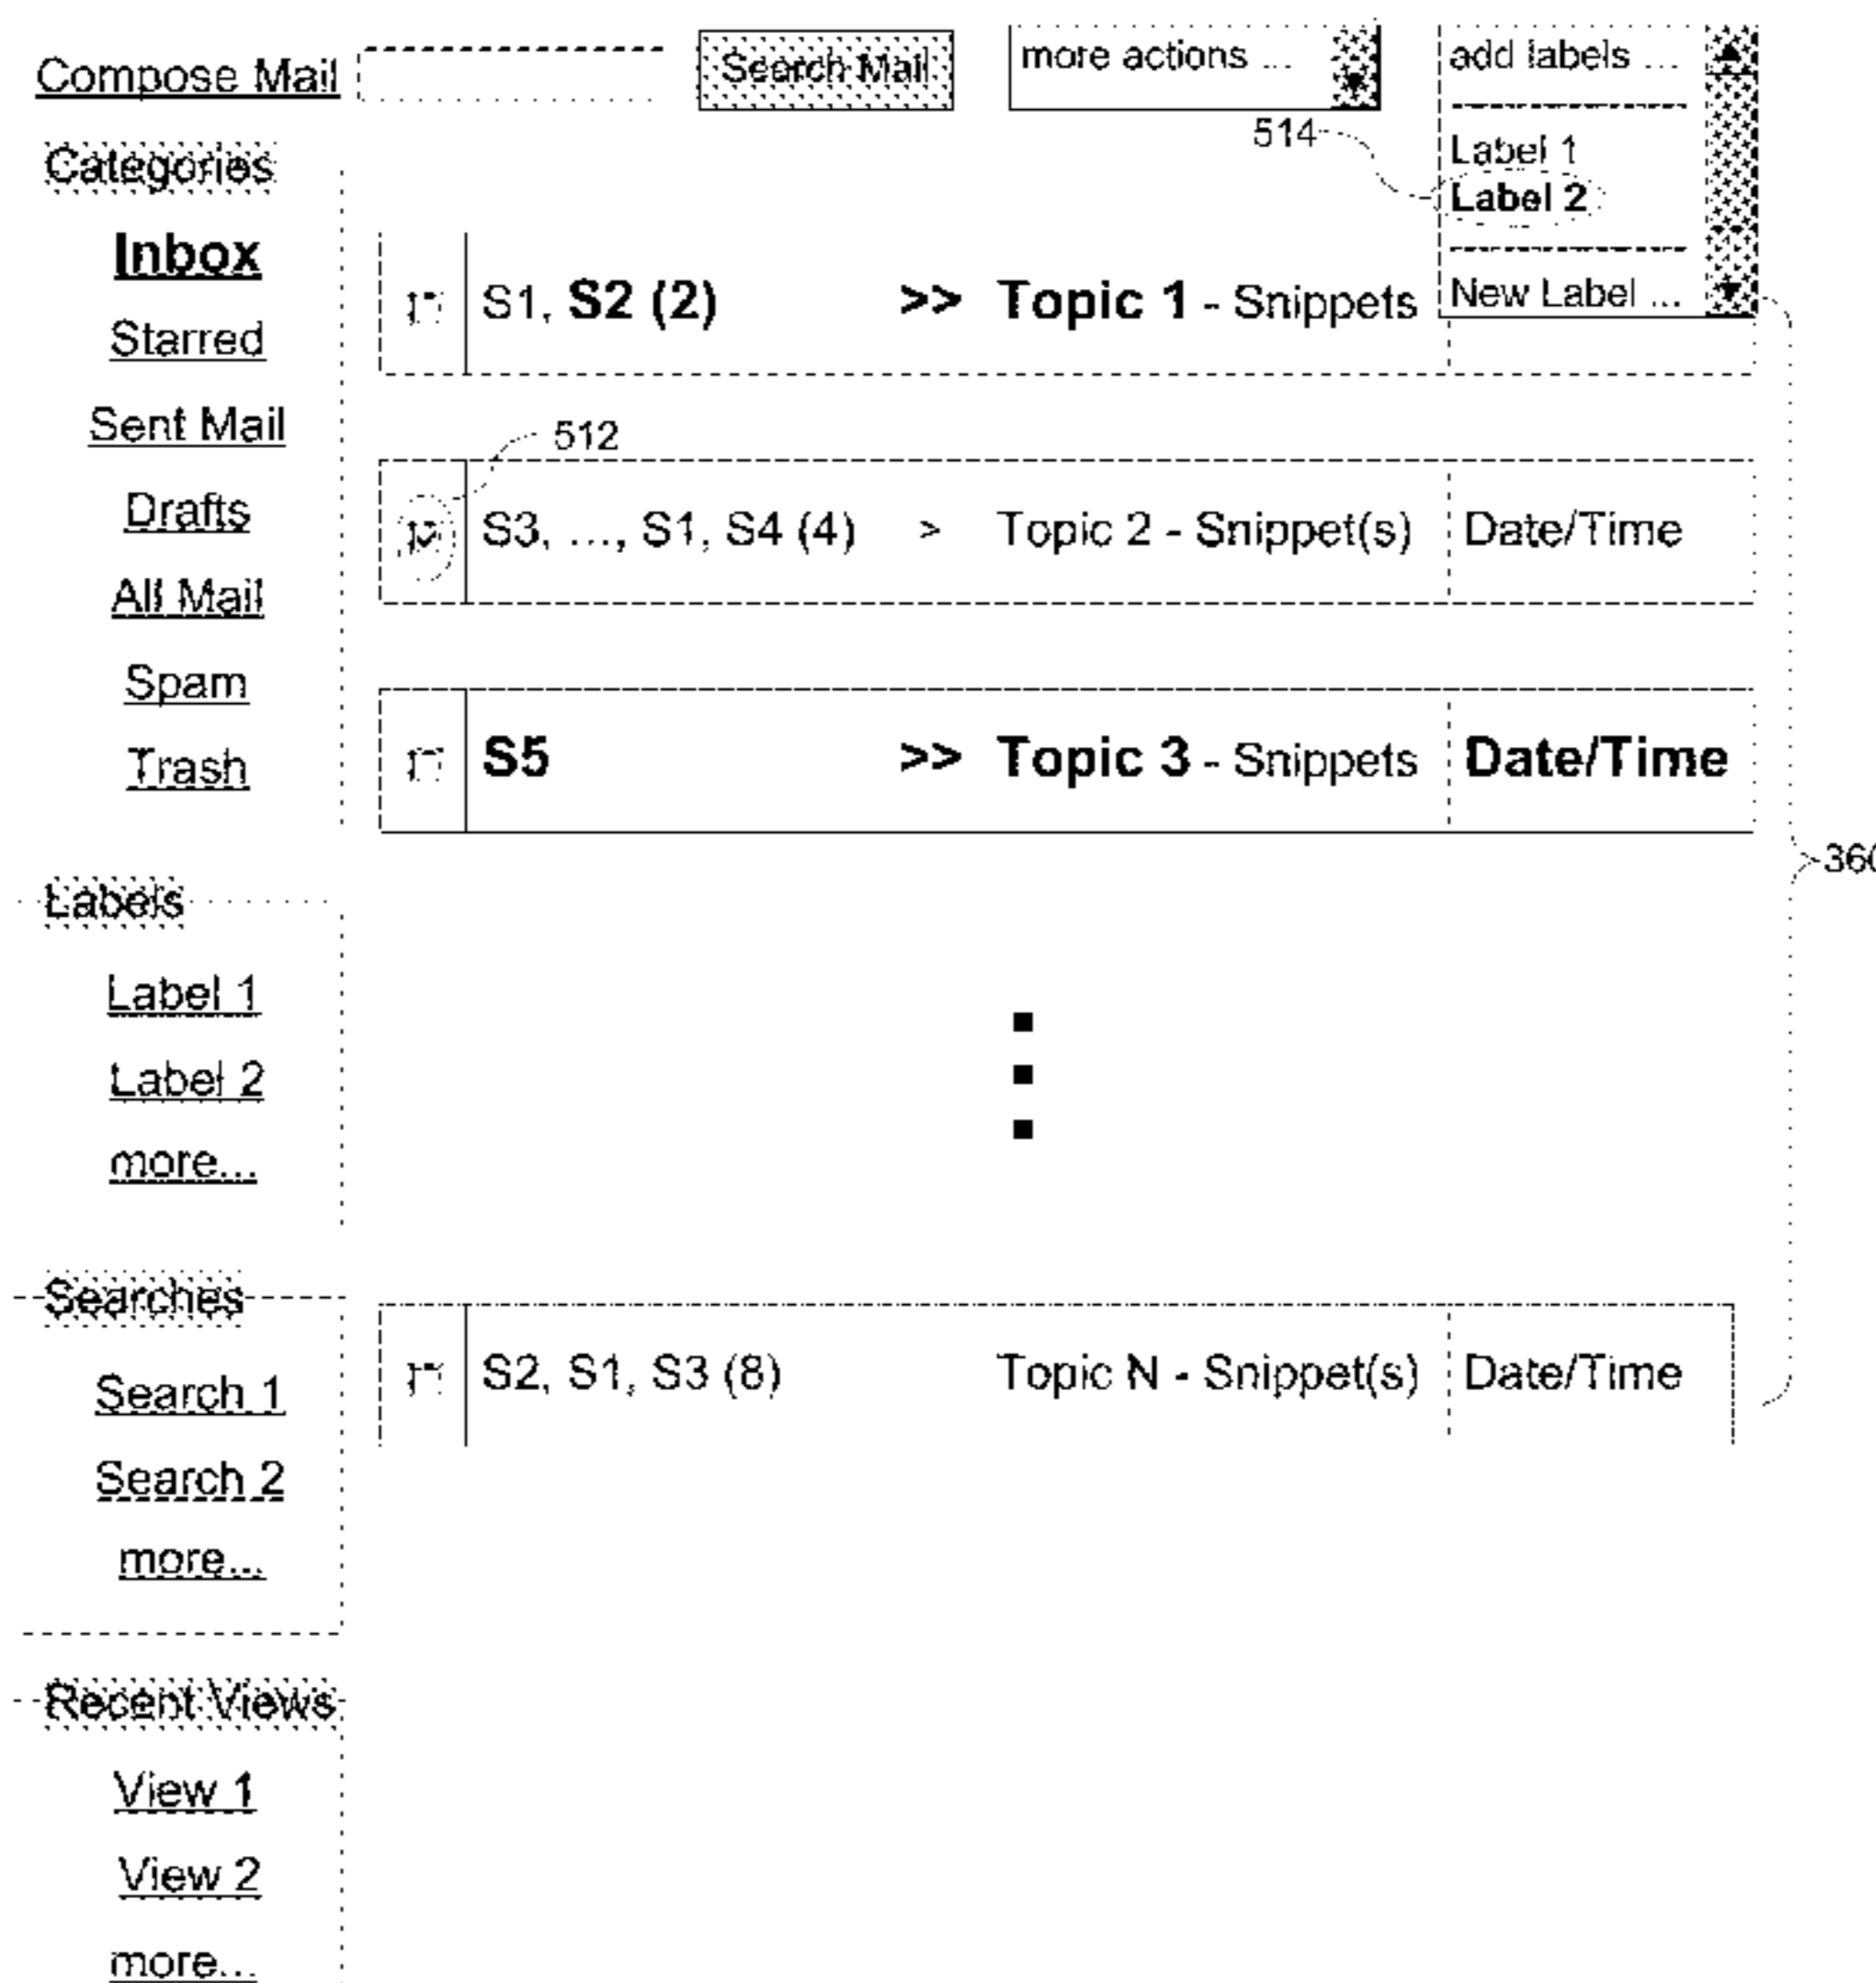 Compose Mail Search Mail more actions ... add labels ...
514
Label 1
Label 2
New Label ...
Categories
Inbox
Starred
Sent Mail
Drafts
All Mail
Spam
Trash
S1, S2 (2) >> Topic 1 - Snippets
512
S3, ..., S1, S4 (4) > Topic 2 - Snippet(s) Date/Time
S5 >> Topic 3 - Snippets Date/Time
360
Labels
Label 1
Label 2
more...
Searches
Search 1
Search 2
more...
S2, S1, S3 (8) Topic N - Snippet(s) Date/Time
Recent Views
View 1
View 2
more...